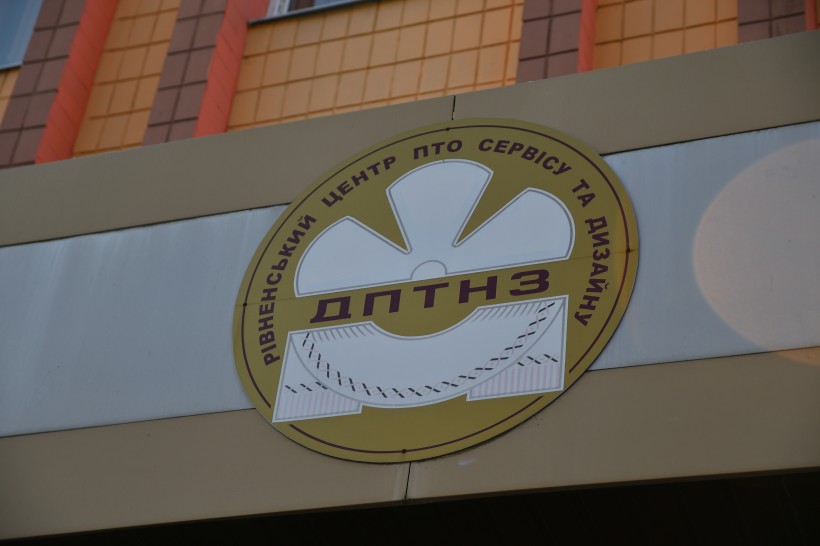 РІВНЕНСЬКИЙ ЦЕНТР ПТО СЕРВІСУ ТА ДИЗАЙНУ
ДПТНЗ